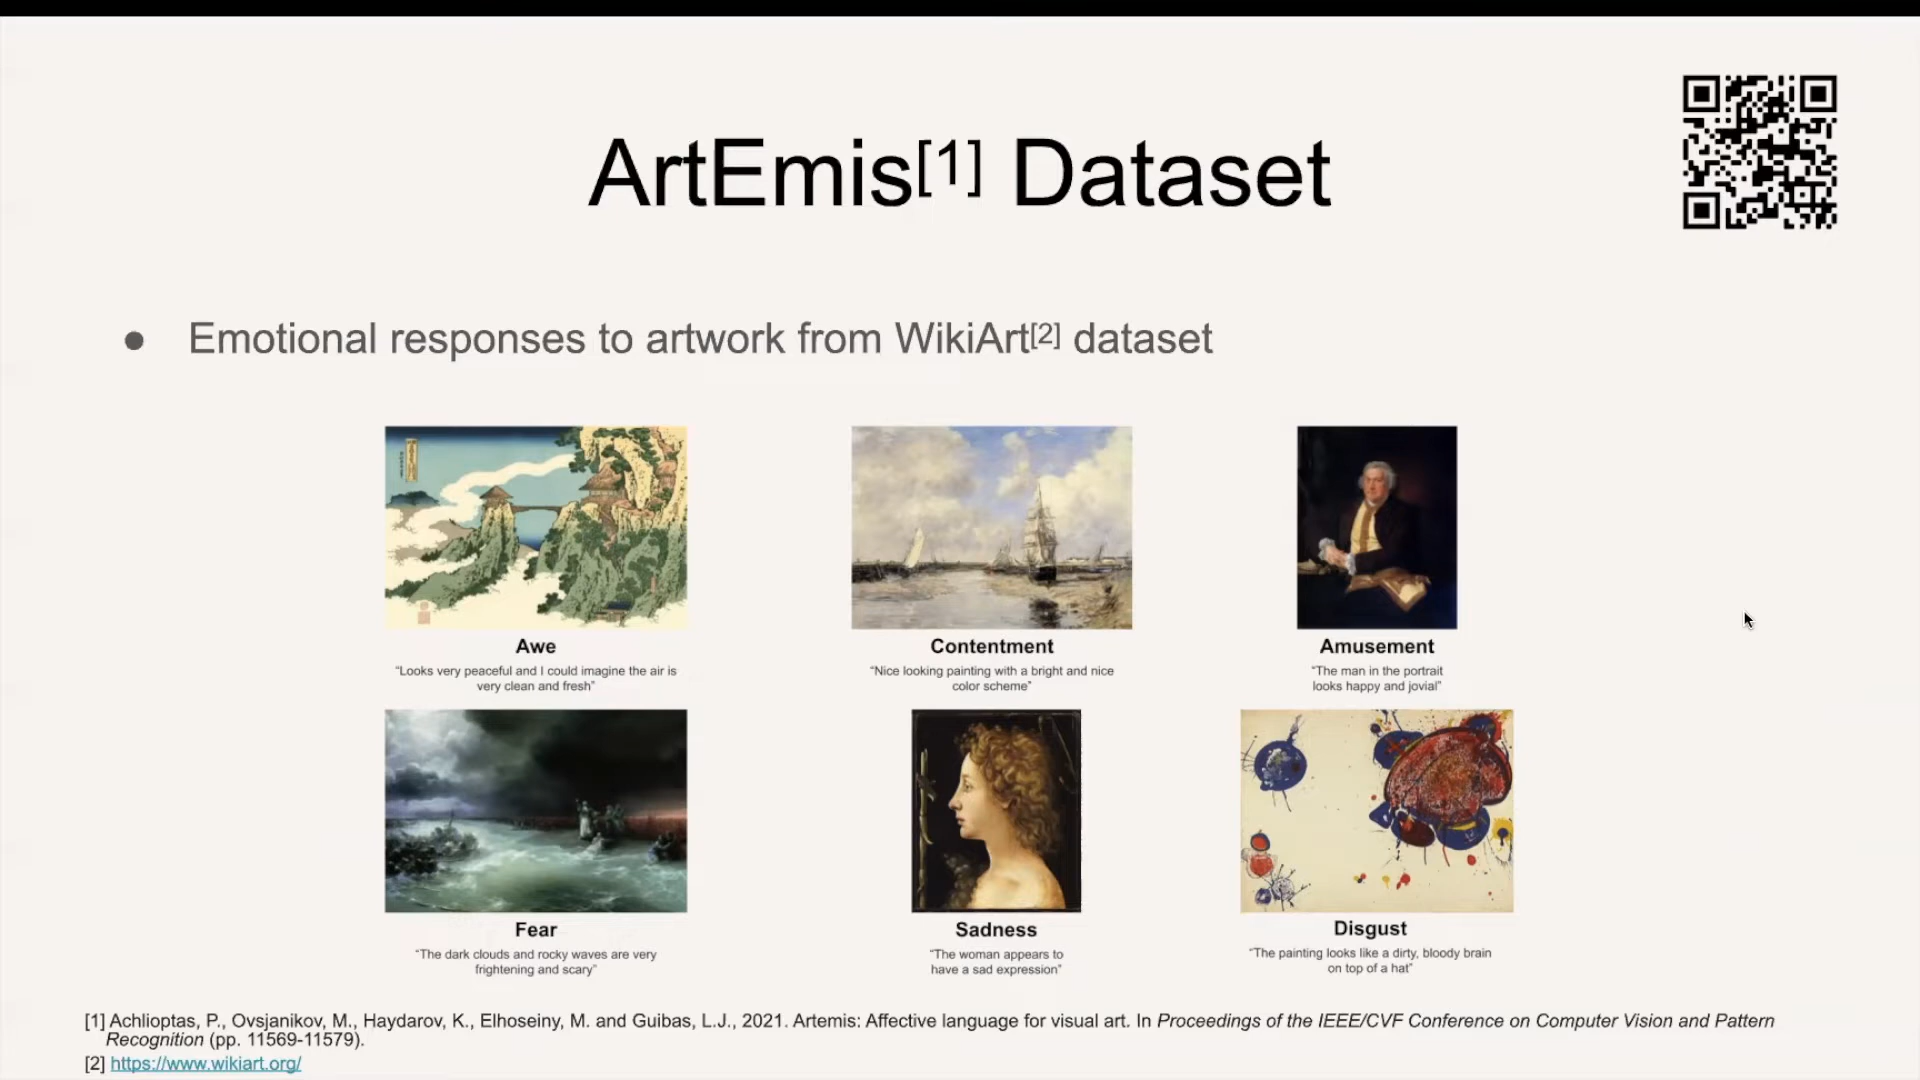 ArtEmis[1] Dataset
● Emotional responses to artwork from WikiArt[2] dataset
Awe
“Looks very peaceful and I could imagine the air is
very clean and fresh”
Contentment
“Nice looking painting with a bright and nice
color scheme”
Amusement
“The man in the portrait
looks happy and jovial”
Fear
“The dark clouds and rocky waves are very
frightening and scary”
Sadness
“The woman appears to
have a sad expression”
Disgust
“The painting looks like a dirty, bloody brain
on top of a hat”
[1] Achlioptas, P., Ovsjanikov, M., Haydarov, K., Elhoseiny, M. and Guibas, L.J., 2021. Artemis: Affective language for visual art. In Proceedings of the IEEE/CVF Conference on Computer Vision and Pattern
Recognition (pp. 11569-11579).
[2] https://www.wikiart.org/